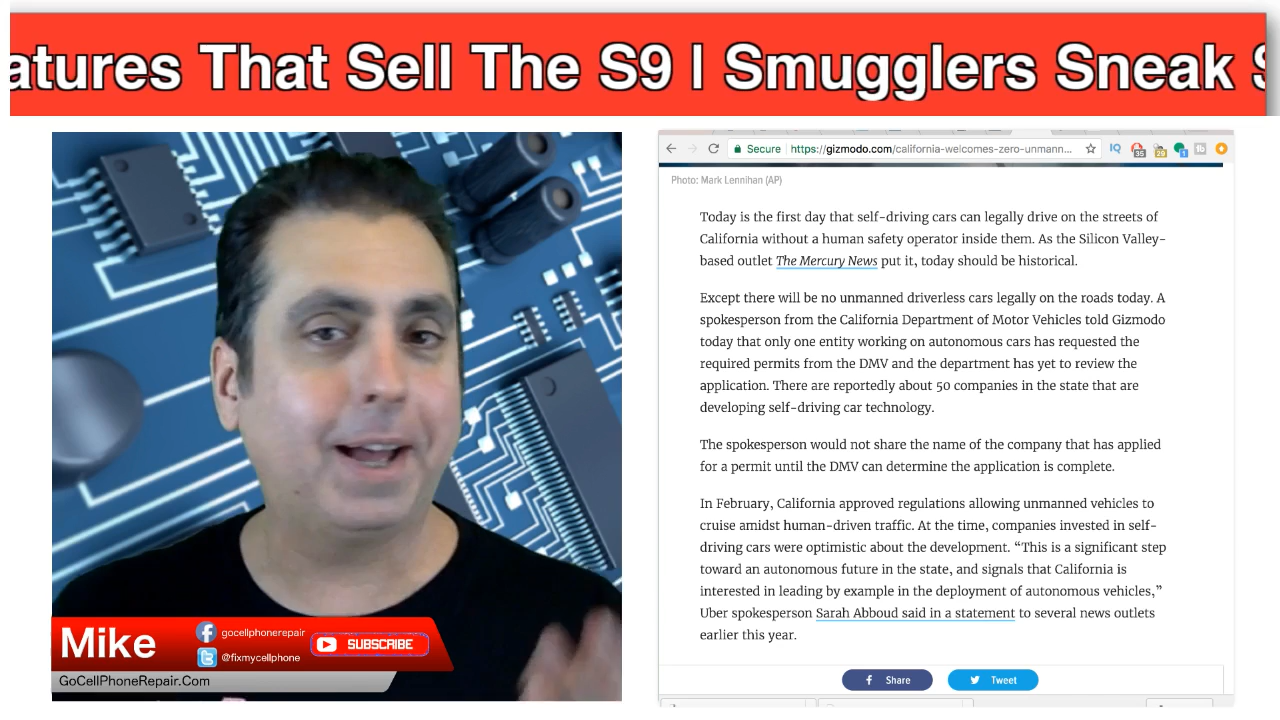 atures That Sell The S9 | Smugglers Sneak
Secure | https://gizmodo.com/california-welcomes-zero-unmann...
IQ
35
29
1
Photo: Mark Lennihan (AP)
Today is the first day that self-driving cars can legally drive on the streets of
California without a human safety operator inside them. As the Silicon Valley-
based outlet The Mercury News put it, today should be historical.
Except there will be no unmanned driverless cars legally on the roads today. A
spokesperson from the California Department of Motor Vehicles told Gizmodo
today that only one entity working on autonomous cars has requested the
required permits from the DMV and the department has yet to review the
application. There are reportedly about 50 companies in the state that are
developing self-driving car technology.
The spokesperson would not share the name of the company that has applied
for a permit until the DMV can determine the application is complete.
In February, California approved regulations allowing unmanned vehicles to
cruise amidst human-driven traffic. At the time, companies invested in self-
driving cars were optimistic about the development. “This is a significant step
toward an autonomous future in the state, and signals that California is
interested in leading by example in the deployment of autonomous vehicles,”
Uber spokesperson Sarah Abboud said in a statement to several news outlets
earlier this year.
Share
Tweet
Mike
gocellphonerepair
@fixmycellphone
SUBSCRIBE
GoCellPhoneRepair.Com